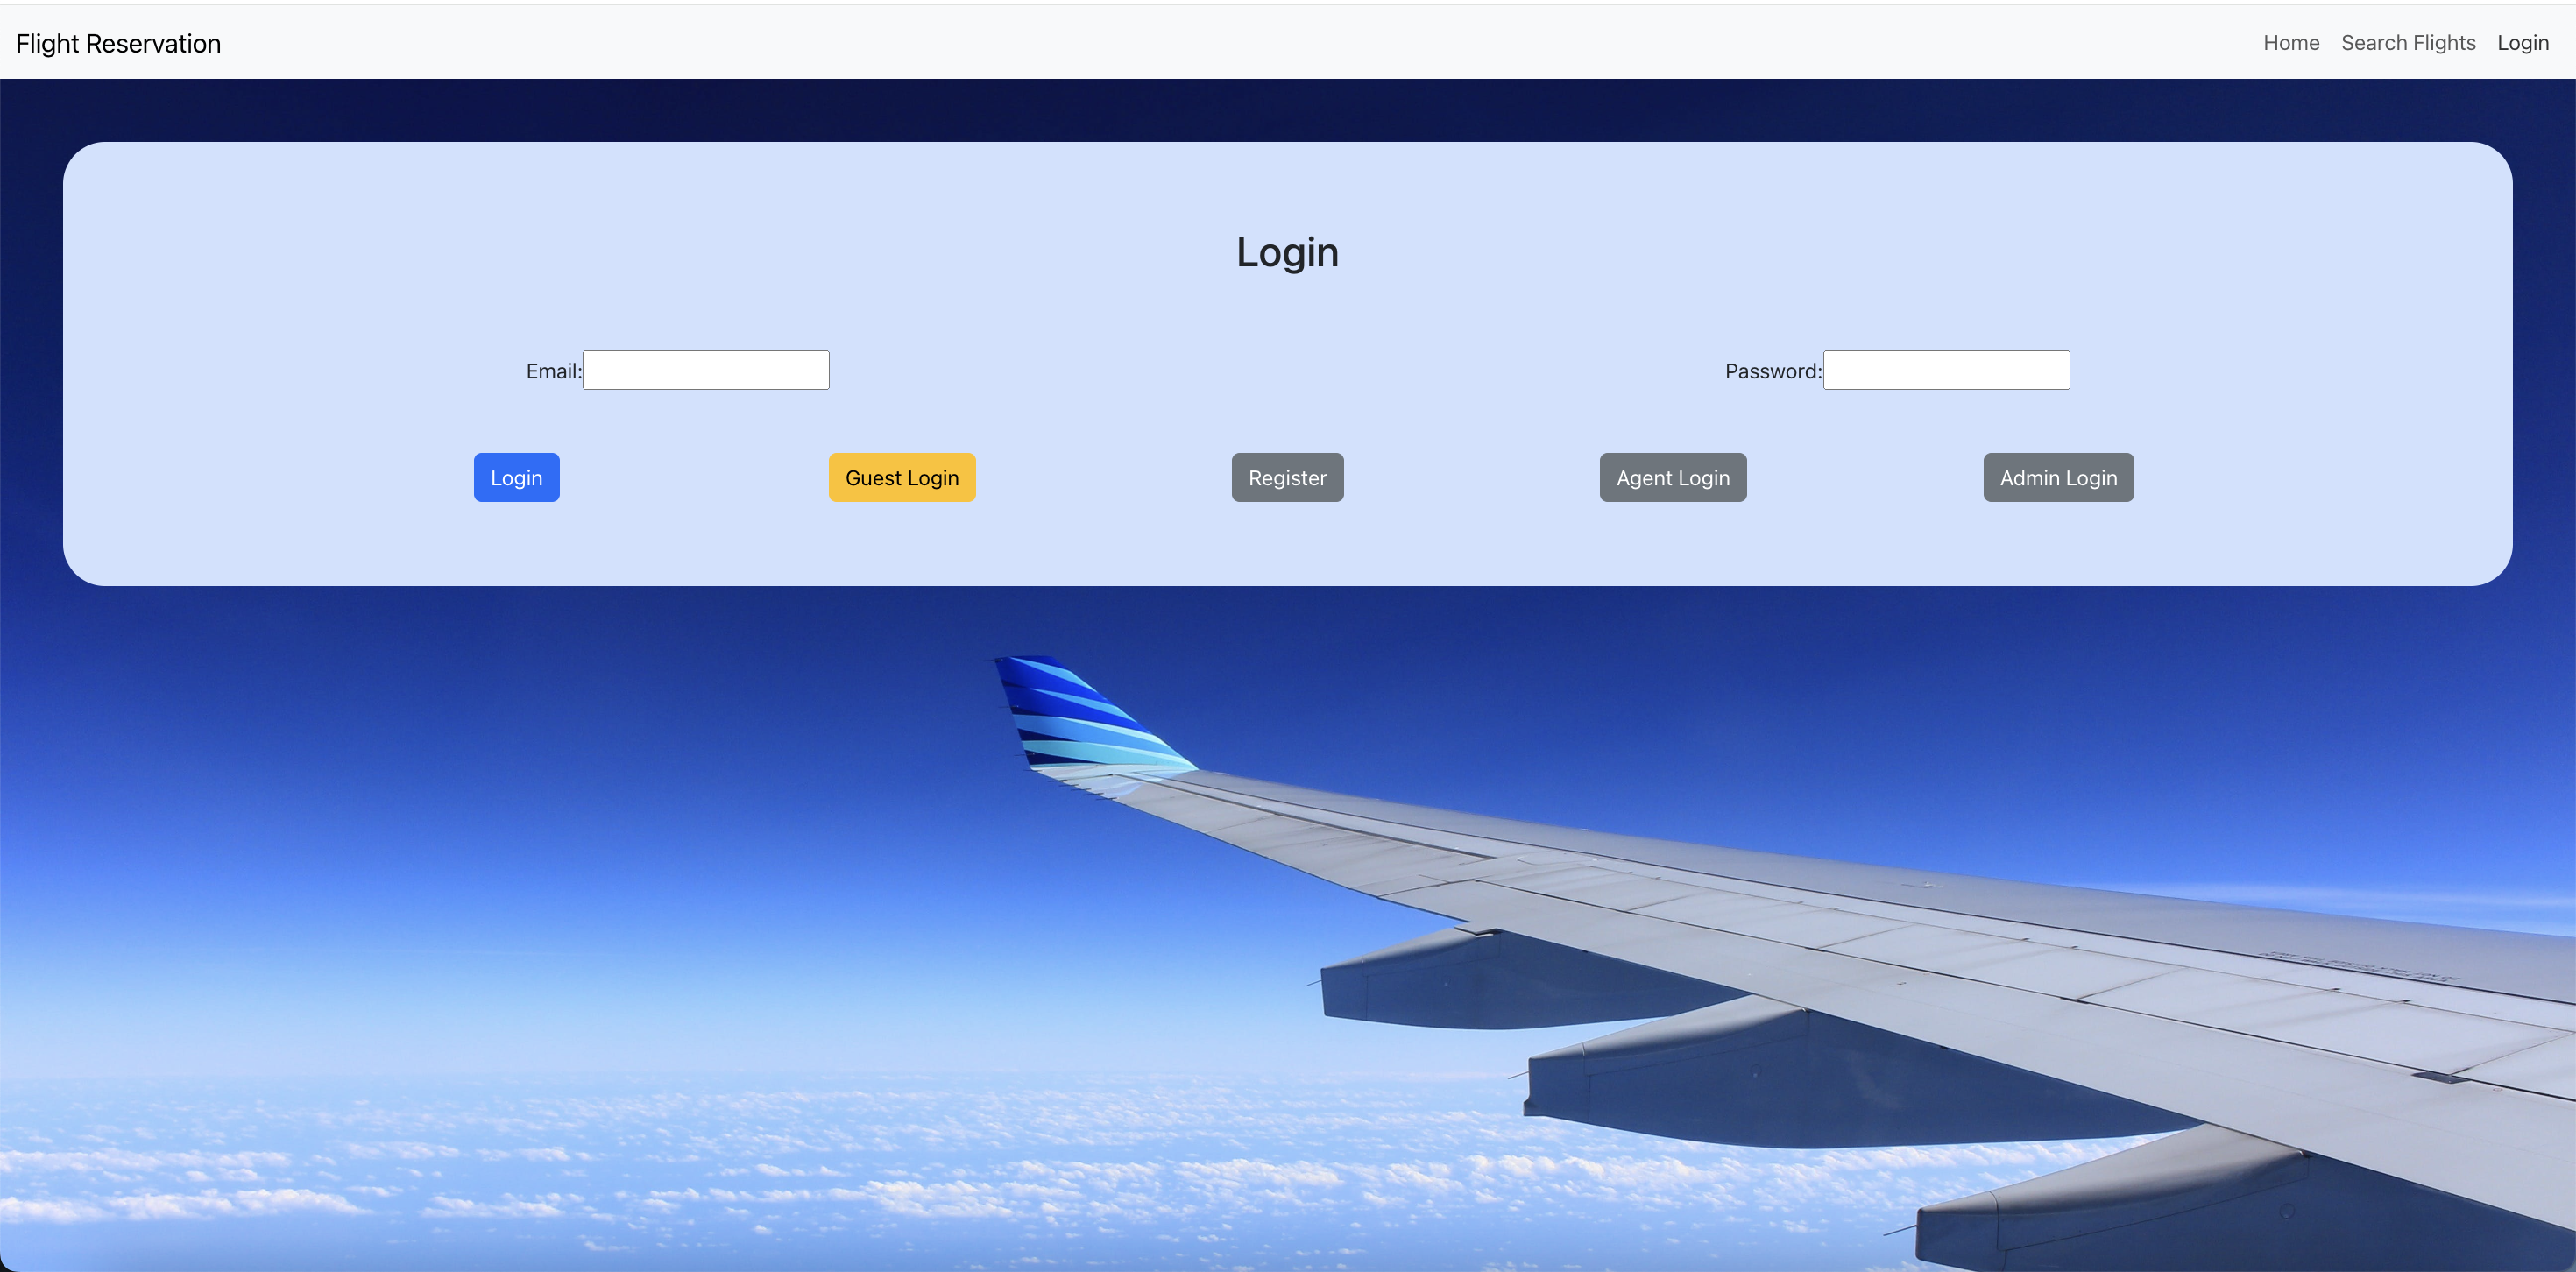 Flight Reservation Home Search Flights Login
Login
Email: Password:
Login Guest Login Register Agent Login Admin Login